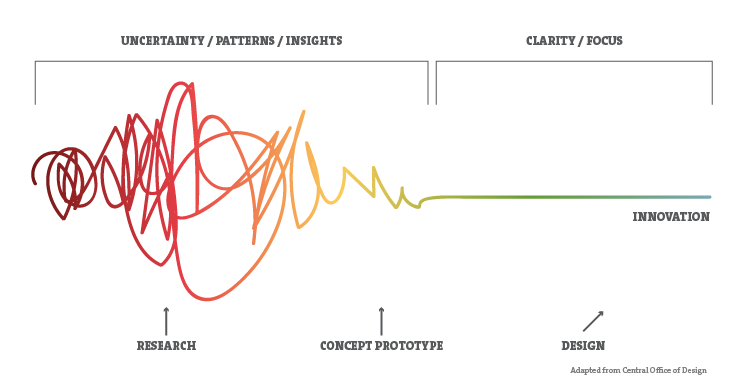 UNCERTAINTY / PATTERNS / INSIGHTS
CLARITY / FOCUS
INNOVATION
RESEARCH
CONCEPT PROTOTYPE
DESIGN
Adapted from Central Office of Design